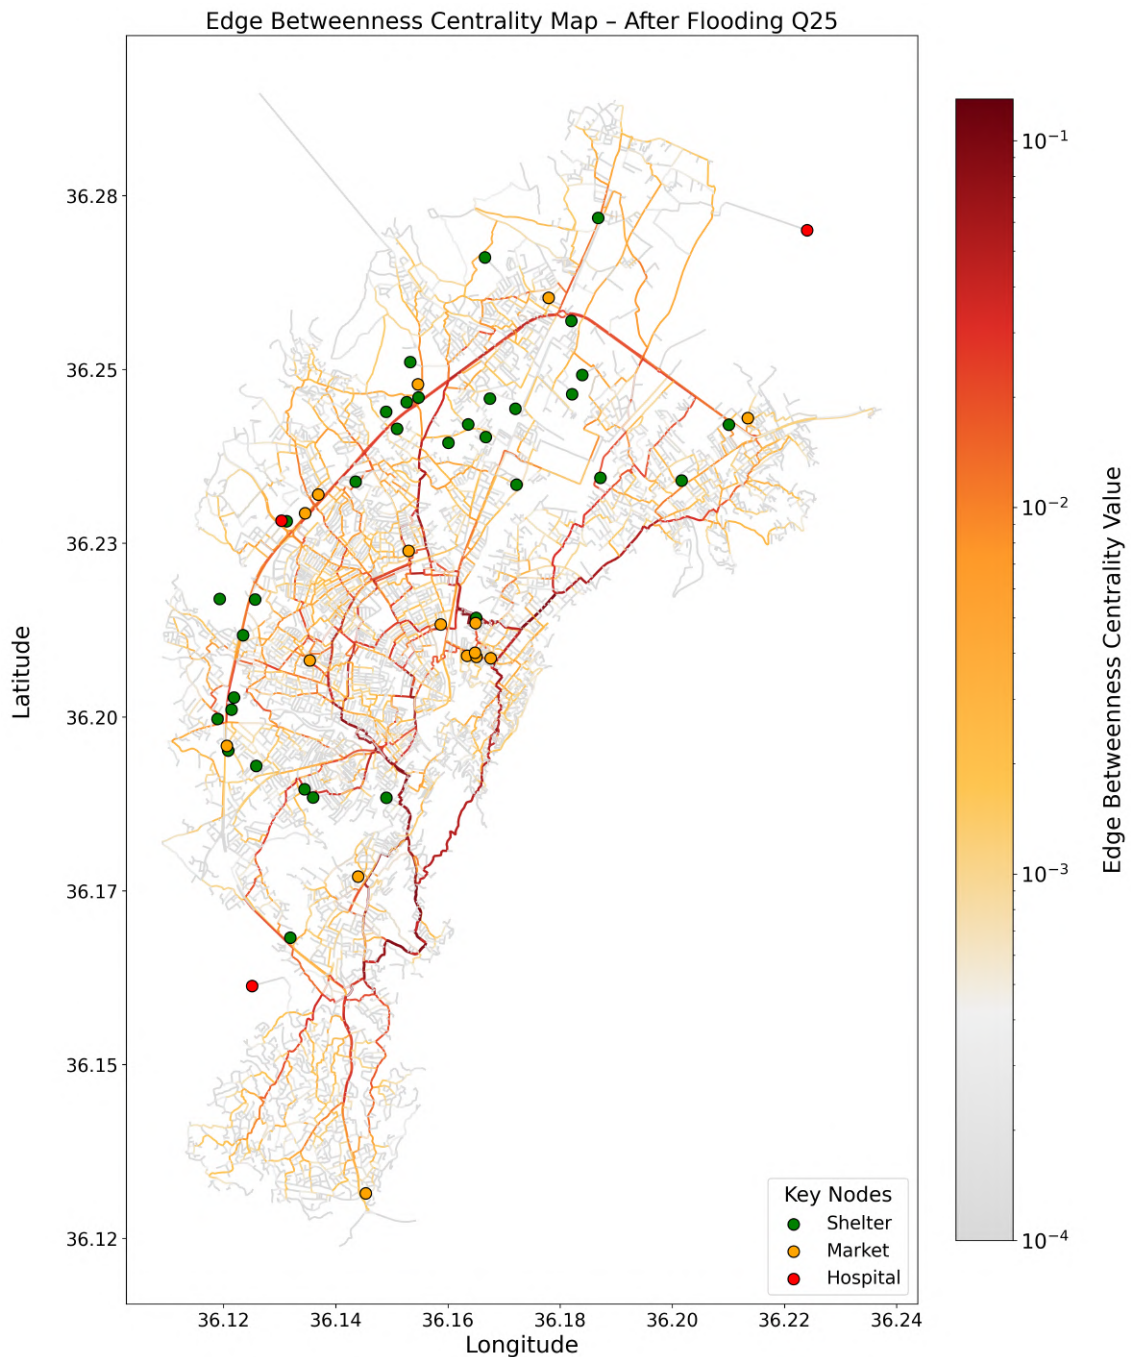 Edge Betweenness Centrality Map – After Flooding Q25
Latitude
36.28
36.25
36.23
36.20
36.17
36.15
36.12
36.12 36.14 36.16 36.18 36.20 36.22 36.24
Longitude
Key Nodes
Shelter
Market
Hospital
10⁻¹
10⁻²
10⁻³
10⁻⁴
Edge Betweenness Centrality Value